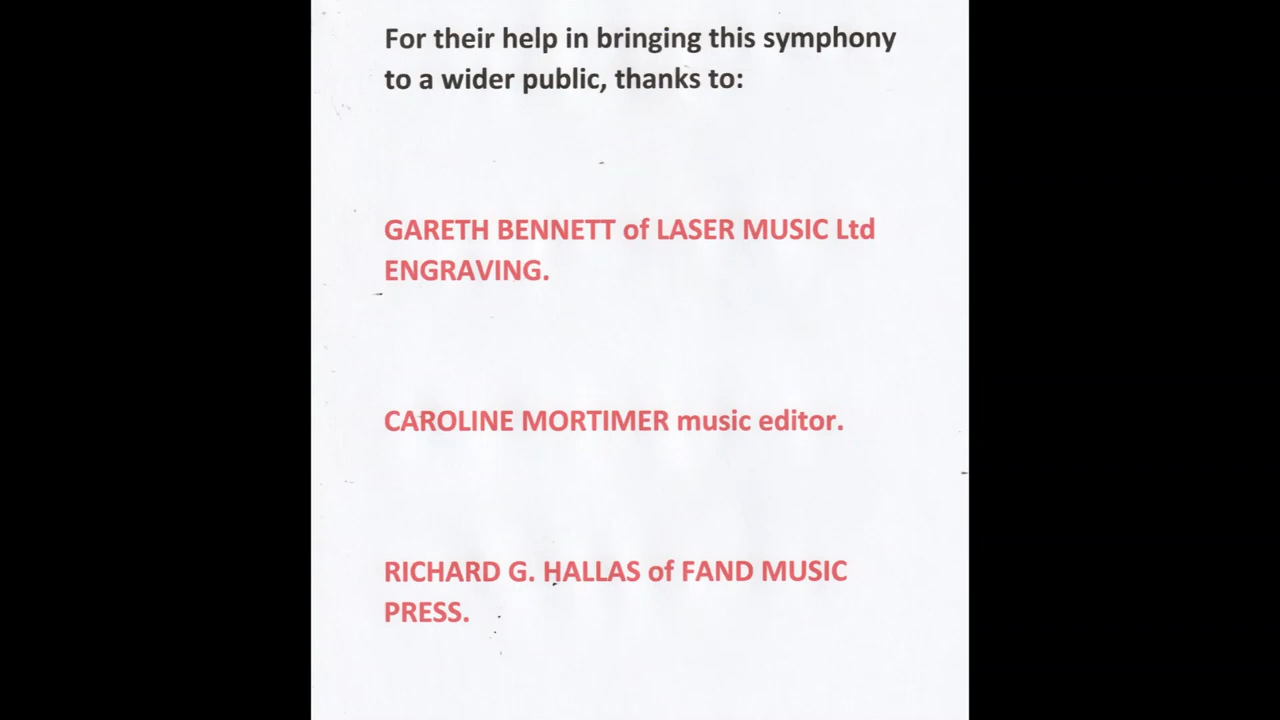 For their help in bringing this symphony
to a wider public, thanks to:
GARETH BENNETT of LASER MUSIC Ltd
ENGRAVING.
CAROLINE MORTIMER music editor.
RICHARD G. HALLAS of FAND MUSIC
PRESS.